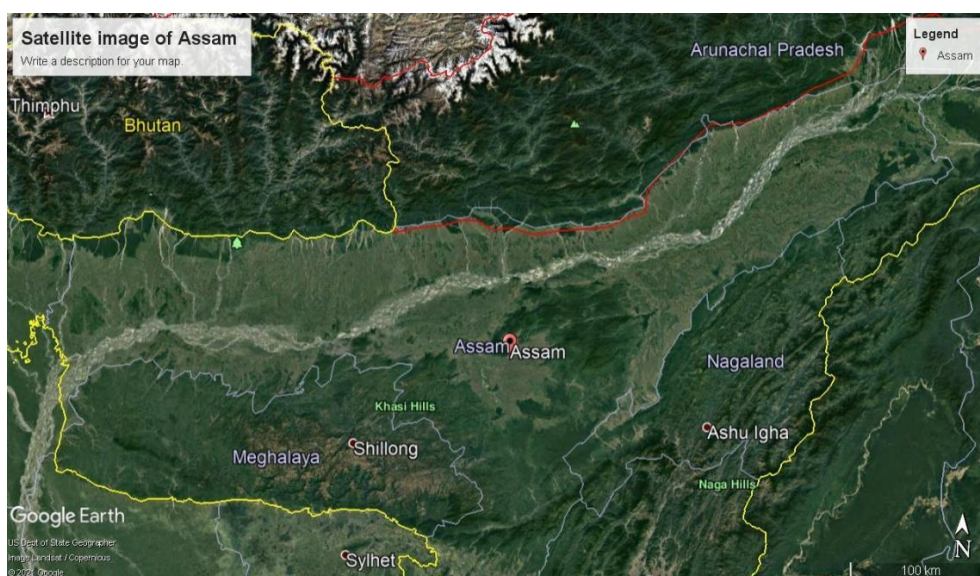 Satellite image of Assam
Write a description for your map.
Legend
Assam
Arunachal Pradesh
Thimphu
Bhutan
Assam
Assam
Nagaland
Khasi Hills
Ashu Igha
Shillong
Meghalaya
Naga Hills
Google Earth
US Dept of State Geographer
Image Landsat / Copernicus
© 2021 Google
Sylhet
N
100 km